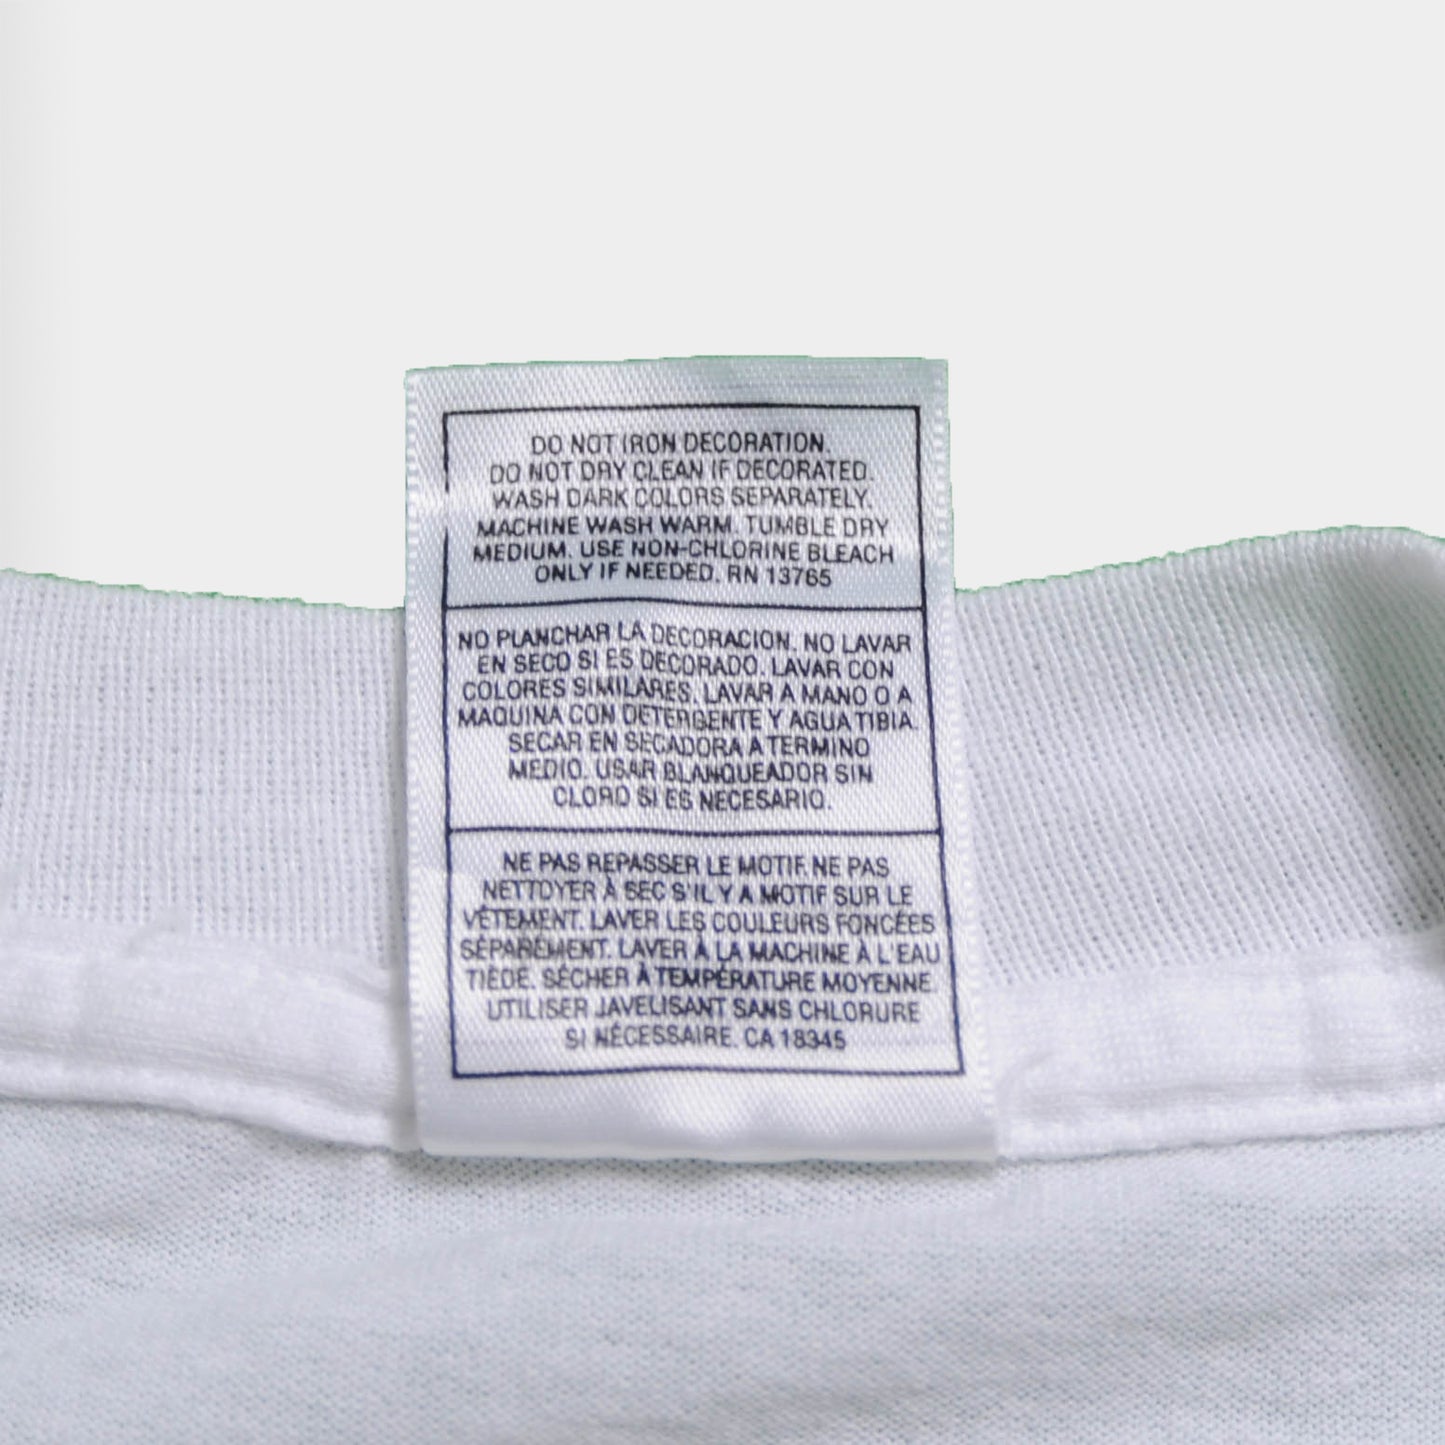 DO NOT IRON DECORATION.
DO NOT DRY CLEAN IF DECORATED.
WASH DARK COLORS SEPARATELY.
MACHINE WASH WARM. TUMBLE DRY
MEDIUM. USE NON-CHLORINE BLEACH
ONLY IF NEEDED. RN 13765
NO PLANCHAR LA DECORACION. NO LAVAR
EN SECO SI ES DECORADO. LAVAR CON
COLORES SIMILARES. LAVAR A MANO O A
MAQUINA CON DETERGENTE Y AGUA TIBIA.
SECAR EN SECADORA A TERMINO
MEDIO. USAR BLANQUEADOR SIN
CLORO SI ES NECESARIO.
NE PAS REPASSER LE MOTIF. NE PAS
NETTOYER À SEC S'IL Y A MOTIF SUR LE
VÊTEMENT. LAVER LES COULEURS FONCÉES
SÉPARÉMENT. LAVER À LA MACHINE À L'EAU
TIÈDE. SÉCHER À TEMPÉRATURE MOYENNE.
UTILISER JAVELISANT SANS CHLORURE
SI NÉCESSAIRE. CA 18345